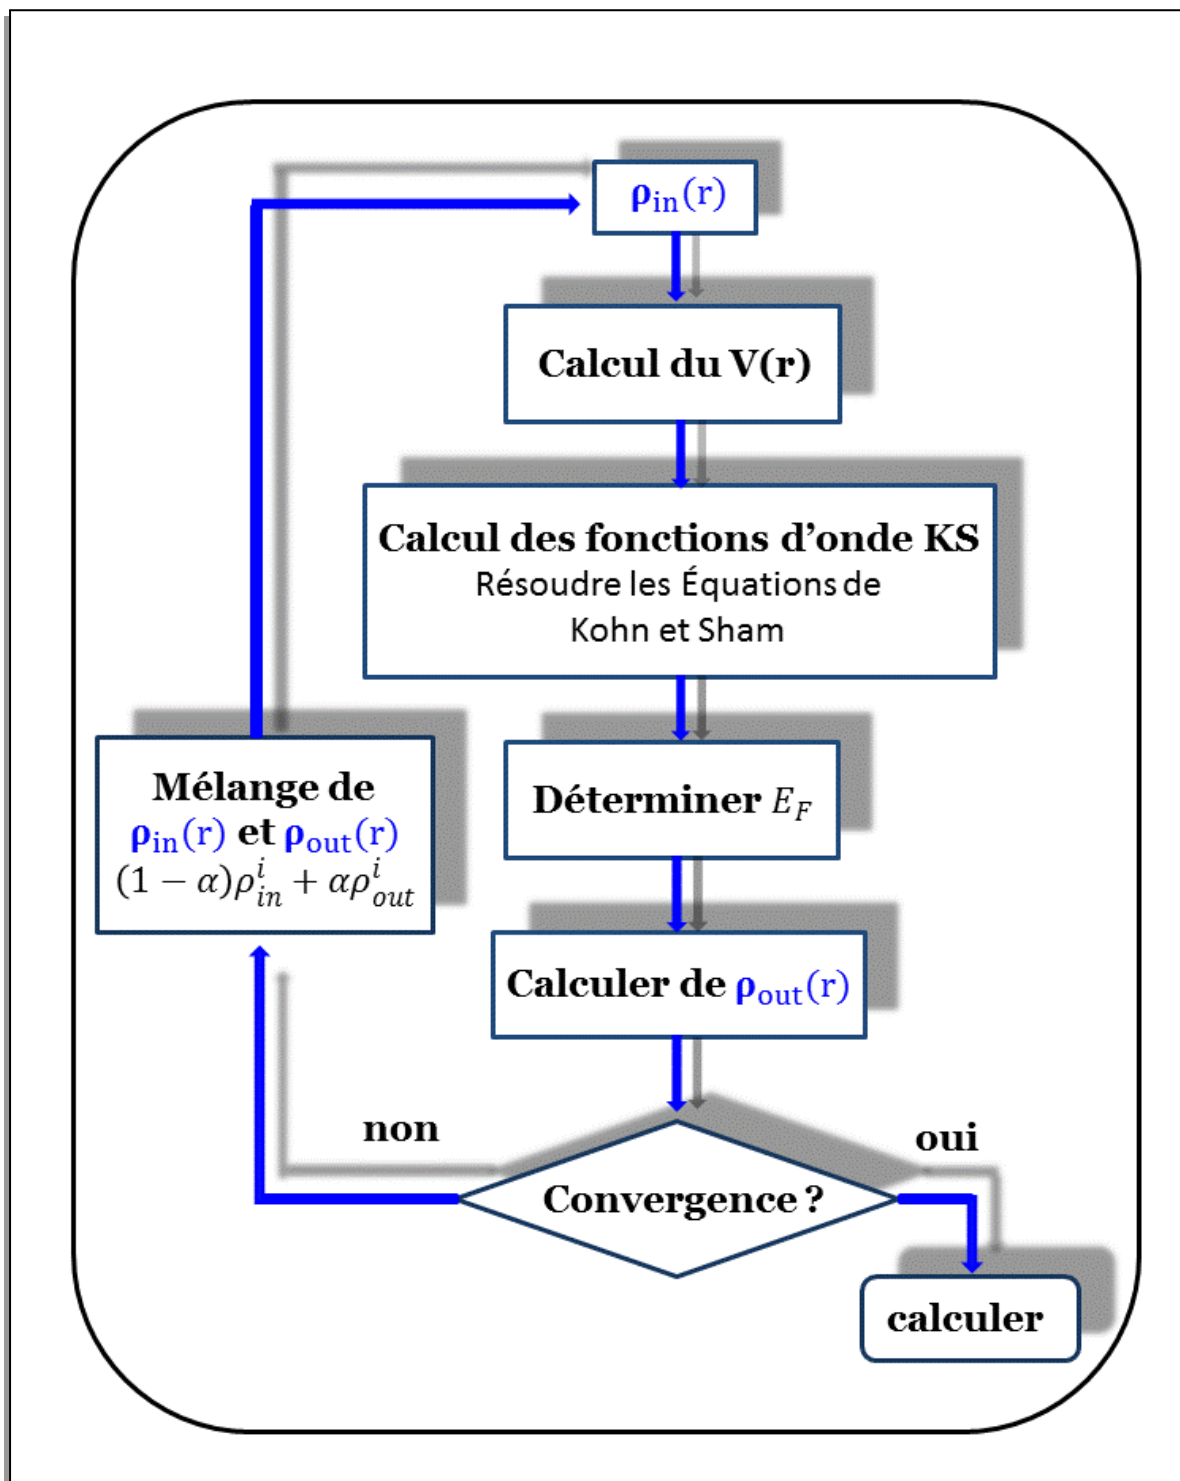 ρin(r)
Calcul du V(r)
Calcul des fonctions d’onde KS
Résoudre les Équations de
Kohn et Sham
Déterminer E_F
Mélange de
ρin(r) et ρout(r)
(1 − α)ρ^i_in + αρ^i_out
Calculer de ρout(r)
non
oui
Convergence ?
calculer